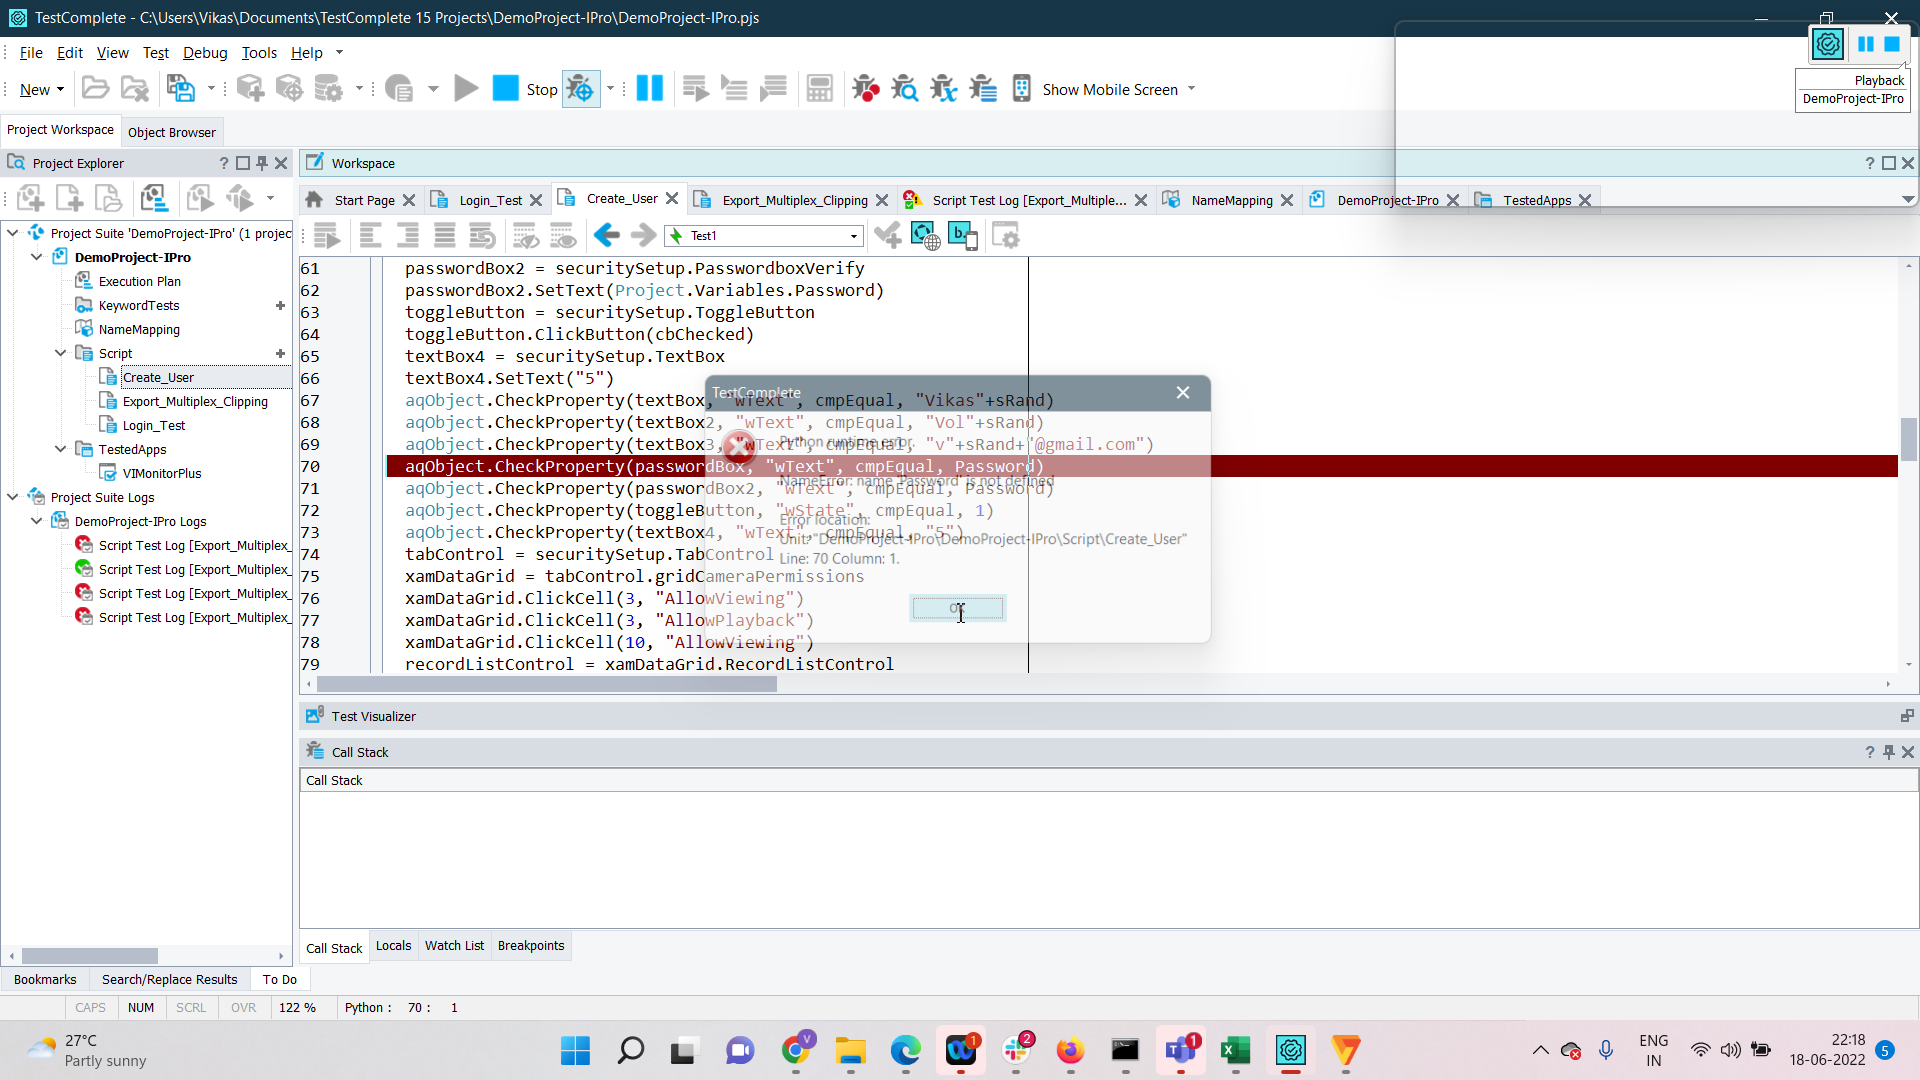 TestComplete - C:\Users\Vikas\Documents\TestComplete 15 Projects\DemoProject-IPro\DemoProject-IPro.pjs
File Edit View Test Debug Tools Help
New Stop Show Mobile Screen
Playback
DemoProject-IPro
Project Workspace Object Browser
Project Explorer
Workspace
Start Page Login_Test Create_User Export_Multiplex_Clipping Script Test Log [Export_Multiple... NameMapping DemoProject-IPro TestedApps
Test1
Project Suite 'DemoProject-IPro' (1 projec
DemoProject-IPro
Execution Plan
KeywordTests
NameMapping
Script
Create_User
Export_Multiplex_Clipping
Login_Test
TestedApps
VIMonitorPlus
Project Suite Logs
DemoProject-IPro Logs
Script Test Log [Export_Multiplex_
Script Test Log [Export_Multiplex_
Script Test Log [Export_Multiplex_
Script Test Log [Export_Multiplex_
61 passwordBox2 = securitySetup.PasswordboxVerify
62 passwordBox2.SetText(Project.Variables.Password)
63 toggleButton = securitySetup.ToggleButton
64 toggleButton.ClickButton(cbChecked)
65 textBox4 = securitySetup.TextBox
66 textBox4.SetText("5")
67 aqObject.CheckProperty(textBox, "wText", cmpEqual, "Vikas"+sRand)
68 aqObject.CheckProperty(textBox2, "wText", cmpEqual, "Vol"+sRand)
69 aqObject.CheckProperty(textBox3, "wText", cmpEqual, "v"+sRand+"@gmail.com")
70 aqObject.CheckProperty(passwordBox, "wText", cmpEqual, Password)
71 aqObject.CheckProperty(passwordBox2, "wText", cmpEqual, Password)
72 aqObject.CheckProperty(toggleButton, "wState", cmpEqual, 1)
73 aqObject.CheckProperty(textBox4, "wText", cmpEqual, "5")
74 tabControl = securitySetup.TabControl
75 xamDataGrid = tabControl.gridCameraPermissions
76 xamDataGrid.ClickCell(3, "AllowViewing")
77 xamDataGrid.ClickCell(3, "AllowPlayback")
78 xamDataGrid.ClickCell(10, "AllowViewing")
79 recordListControl = xamDataGrid.RecordListControl
TestComplete
Python runtime error.
NameError: name 'Password' is not defined
Error location:
Unit: "DemoProject-IPro\DemoProject-IPro\Script\Create_User"
Line: 70 Column: 1.
OK
Test Visualizer
Call Stack
Call Stack
Call Stack Locals Watch List Breakpoints
Bookmarks Search/Replace Results To Do
CAPS NUM SCRL OVR 122 % Python : 70 : 1
27°C
Partly sunny
V
1
2
1
ENG
IN
22:18
18-06-2022
5